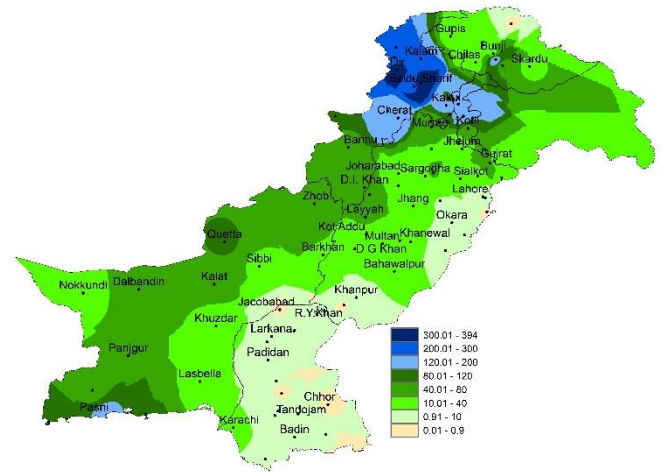 Gupis
Kalam
Bunji
Chilas
Skardu
Dir
Saidu Sharif
Cherat
Kakul
Murree
Kotli
Bannu
Jhelum
Gujrat
Joharabad
Sargodha
Sialkot
D.I. Khan
Lahore
Zhob
Layyah
Jhang
Okara
Kot Addu
Quetta
Multan
Khanewal
Barkhan
D G Khan
Sibbi
Bahawalpur
Nokkundi
Dalbandin
Kalat
Khanpur
Jacobabad
R.Y.Khan
Khuzdar
Larkana
Padidan
Panjgur
Lasbella
Chhor
Pasni
Tandojam
Karachi
Badin
300.01 - 394
200.01 - 300
120.01 - 200
80.01 - 120
40.01 - 80
10.01 - 40
0.91 - 10
0.01 - 0.9